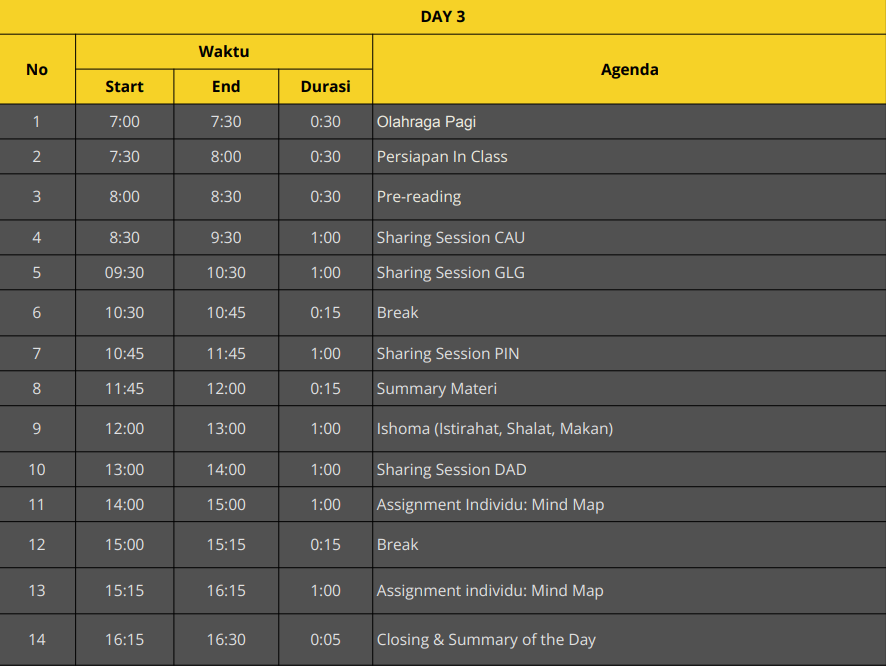 DAY 3
No Waktu Agenda
Start End Durasi
1 7:00 7:30 0:30 Olahraga Pagi
2 7:30 8:00 0:30 Persiapan In Class
3 8:00 8:30 0:30 Pre-reading
4 8:30 9:30 1:00 Sharing Session CAU
5 09:30 10:30 1:00 Sharing Session GLG
6 10:30 10:45 0:15 Break
7 10:45 11:45 1:00 Sharing Session PIN
8 11:45 12:00 0:15 Summary Materi
9 12:00 13:00 1:00 Ishoma (Istirahat, Shalat, Makan)
10 13:00 14:00 1:00 Sharing Session DAD
11 14:00 15:00 1:00 Assignment Individu: Mind Map
12 15:00 15:15 0:15 Break
13 15:15 16:15 1:00 Assignment individu: Mind Map
14 16:15 16:30 0:05 Closing & Summary of the Day